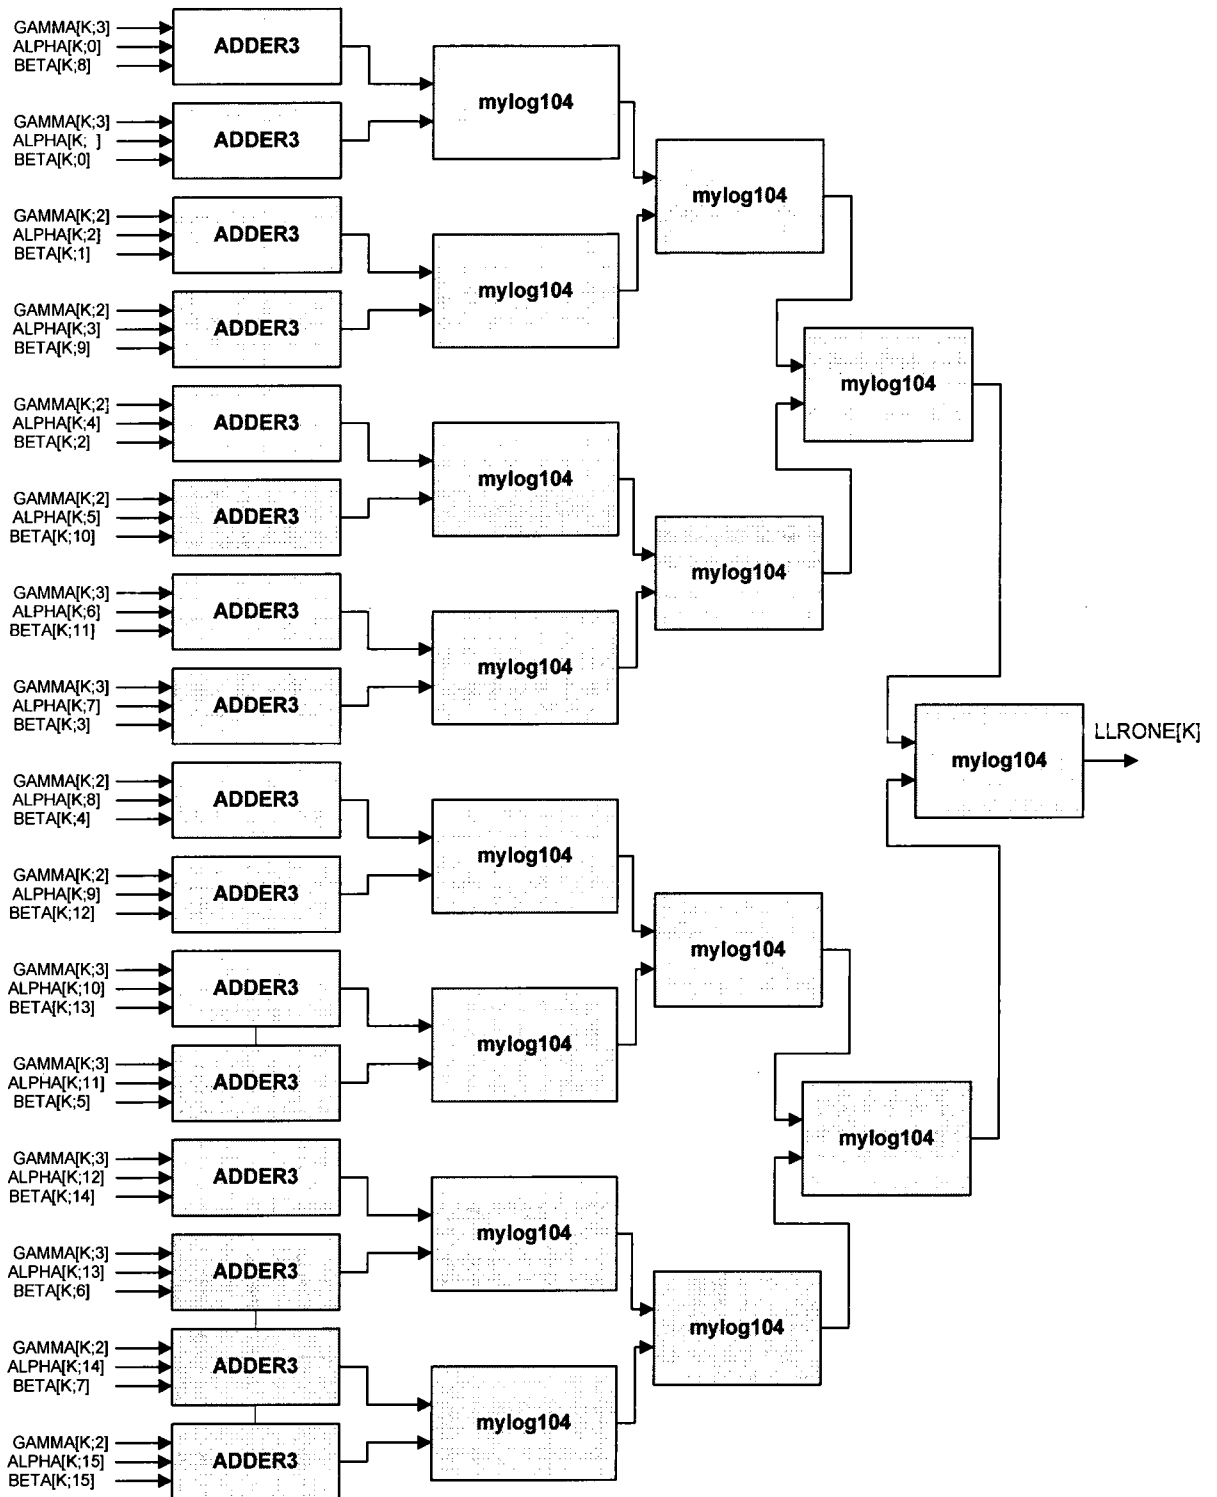 GAMMA[K;3]
ALPHA[K;0]
BETA[K;8]
ADDER3
GAMMA[K;3]
ALPHA[K; ]
BETA[K;0]
ADDER3
mylog104
GAMMA[K;2]
ALPHA[K;2]
BETA[K;1]
ADDER3
GAMMA[K;2]
ALPHA[K;3]
BETA[K;9]
ADDER3
mylog104
mylog104
GAMMA[K;2]
ALPHA[K;4]
BETA[K;2]
ADDER3
GAMMA[K;2]
ALPHA[K;5]
BETA[K;10]
ADDER3
mylog104
GAMMA[K;3]
ALPHA[K;6]
BETA[K;11]
ADDER3
GAMMA[K;3]
ALPHA[K;7]
BETA[K;3]
ADDER3
mylog104
mylog104
mylog104
GAMMA[K;2]
ALPHA[K;8]
BETA[K;4]
ADDER3
GAMMA[K;2]
ALPHA[K;9]
BETA[K;12]
ADDER3
mylog104
GAMMA[K;3]
ALPHA[K;10]
BETA[K;13]
ADDER3
GAMMA[K;3]
ALPHA[K;11]
BETA[K;5]
ADDER3
mylog104
mylog104
GAMMA[K;3]
ALPHA[K;12]
BETA[K;14]
ADDER3
GAMMA[K;3]
ALPHA[K;13]
BETA[K;6]
ADDER3
mylog104
GAMMA[K;2]
ALPHA[K;14]
BETA[K;7]
ADDER3
GAMMA[K;2]
ALPHA[K;15]
BETA[K;15]
ADDER3
mylog104
mylog104
mylog104
mylog104
LLRONE[K]